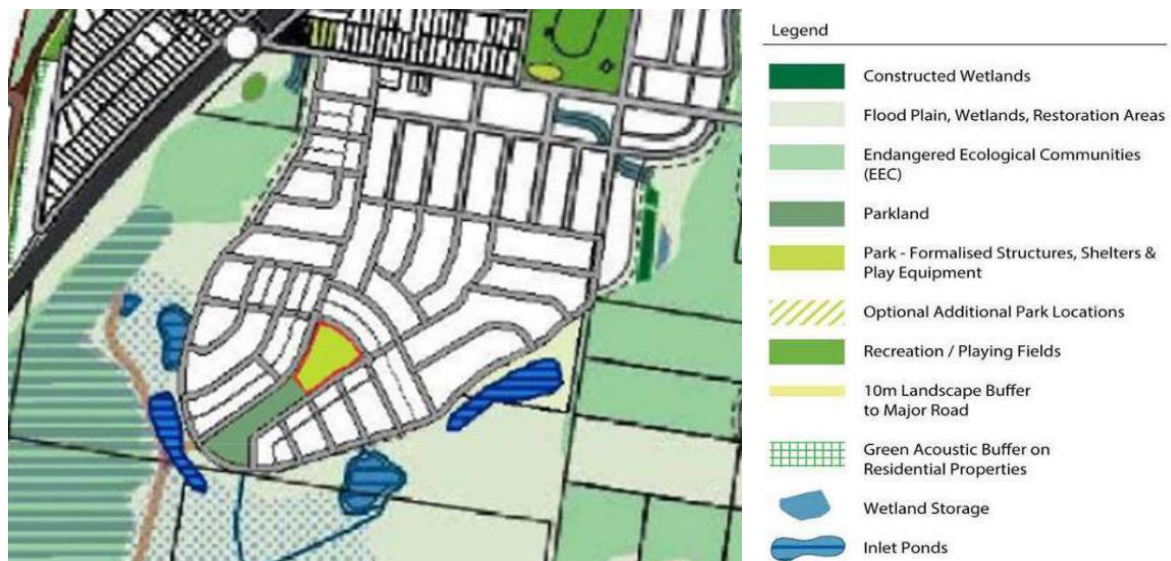 Legend
Constructed Wetlands
Flood Plain, Wetlands, Restoration Areas
Endangered Ecological Communities
(EEC)
Parkland
Park - Formalised Structures, Shelters &
Play Equipment
Optional Additional Park Locations
Recreation / Playing Fields
10m Landscape Buffer
to Major Road
Green Acoustic Buffer on
Residential Properties
Wetland Storage
Inlet Ponds